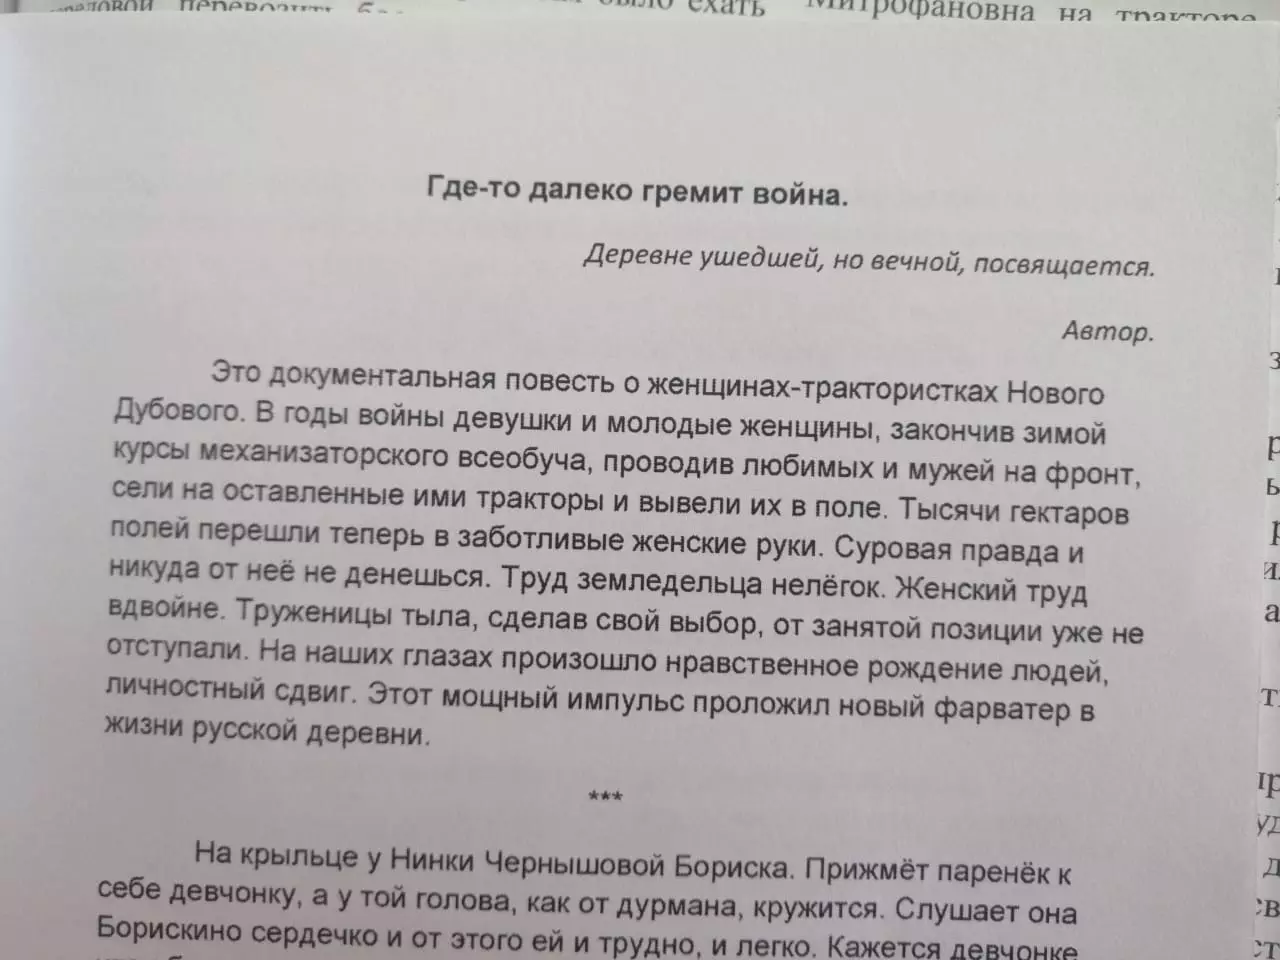 перевозить
было ехать Митрофановна на тракторе
Где-то далеко гремит война.
Деревне ушедшей, но вечной, посвящается.
Автор.
Это документальная повесть о женщинах-трактористках Нового
Дубового. В годы войны девушки и молодые женщины, закончив зимой
курсы механизаторского всеобуча, проводив любимых и мужей на фронт,
сели на оставленные ими тракторы и вывели их в поле. Тысячи гектаров
полей перешли теперь в заботливые женские руки. Суровая правда и
никуда от неё не денешься. Труд земледельца нелёгок. Женский труд
вдвойне. Труженицы тыла, сделав свой выбор, от занятой позиции уже не
отступали. На наших глазах произошло нравственное рождение людей,
личностный сдвиг. Этот мощный импульс проложил новый фарватер в
жизни русской деревни.
***
На крыльце у Нинки Чернышовой Бориска. Прижмёт паренёк к
себе девчонку, а у той голова, как от дурмана, кружится. Слушает она
Борискино сердечко и от этого ей и трудно, и легко. Кажется девчонке